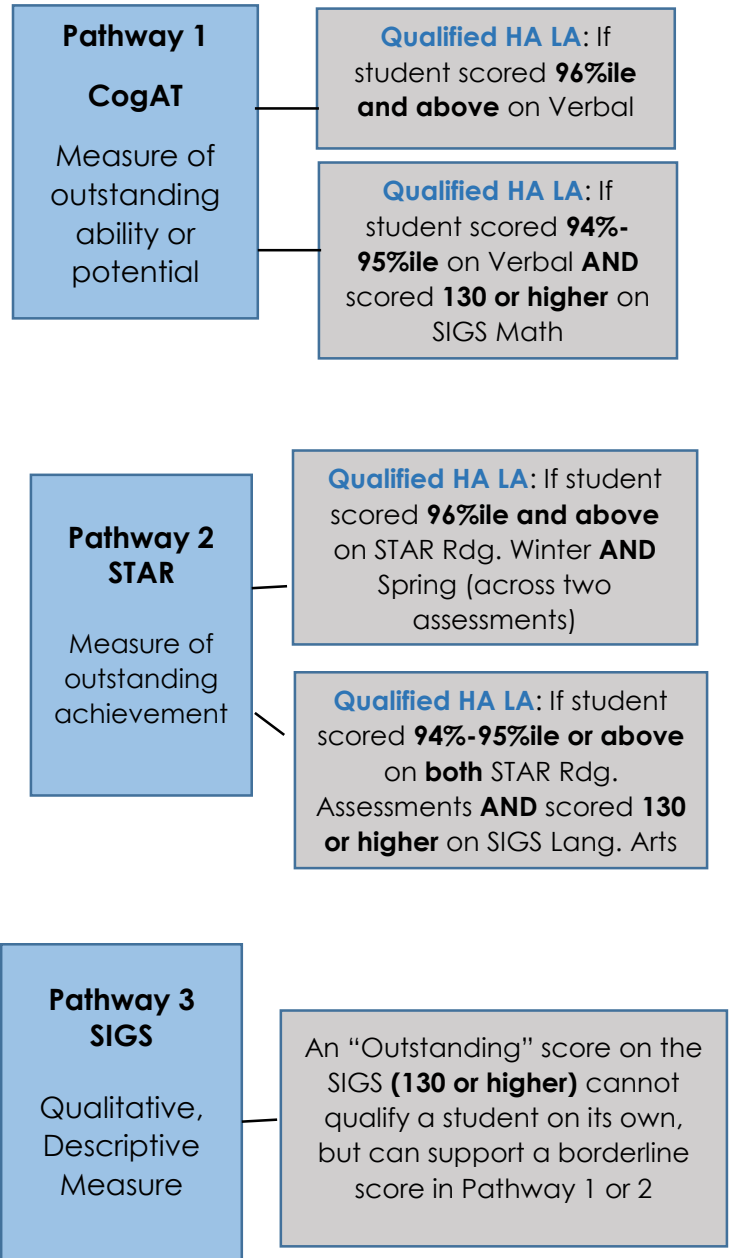 Pathway 1
CogAT
Measure of
outstanding
ability or
potential
Qualified HA LA: If
student scored 96%ile
and above on Verbal
Qualified HA LA: If
student scored 94%-
95%ile on Verbal AND
scored 130 or higher on
SIGS Math
Pathway 2
STAR
Measure of
outstanding
achievement
Qualified HA LA: If student
scored 96%ile and above
on STAR Rdg. Winter AND
Spring (across two
assessments)
Qualified HA LA: If student
scored 94%-95%ile or above
on both STAR Rdg.
Assessments AND scored 130
or higher on SIGS Lang. Arts
Pathway 3
SIGS
Qualitative,
Descriptive
Measure
An “Outstanding” score on the
SIGS (130 or higher) cannot
qualify a student on its own,
but can support a borderline
score in Pathway 1 or 2